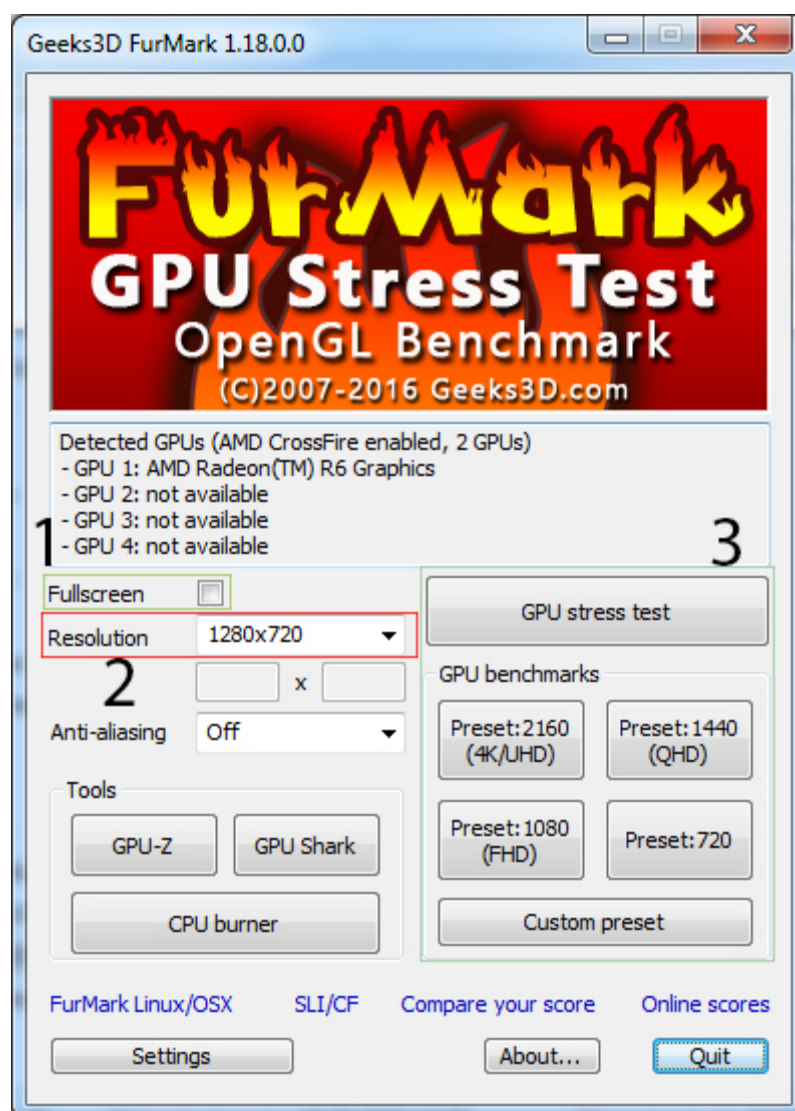 Geeks3D FurMark 1.18.0.0
FurMark
GPU Stress Test
OpenGL Benchmark
(C)2007-2016 Geeks3D.com
Detected GPUs (AMD CrossFire enabled, 2 GPUs)
- GPU 1: AMD Radeon(TM) R6 Graphics
- GPU 2: not available
- GPU 3: not available
- GPU 4: not available
1
3
Fullscreen
Resolution 1280x720
2
x
Anti-aliasing Off
Tools
GPU-Z GPU Shark
CPU burner
GPU stress test
GPU benchmarks
Preset:2160
(4K/UHD)
Preset:1440
(QHD)
Preset:1080
(FHD)
Preset:720
Custom preset
FurMark Linux/OSX SLI/CF Compare your score Online scores
Settings About... Quit